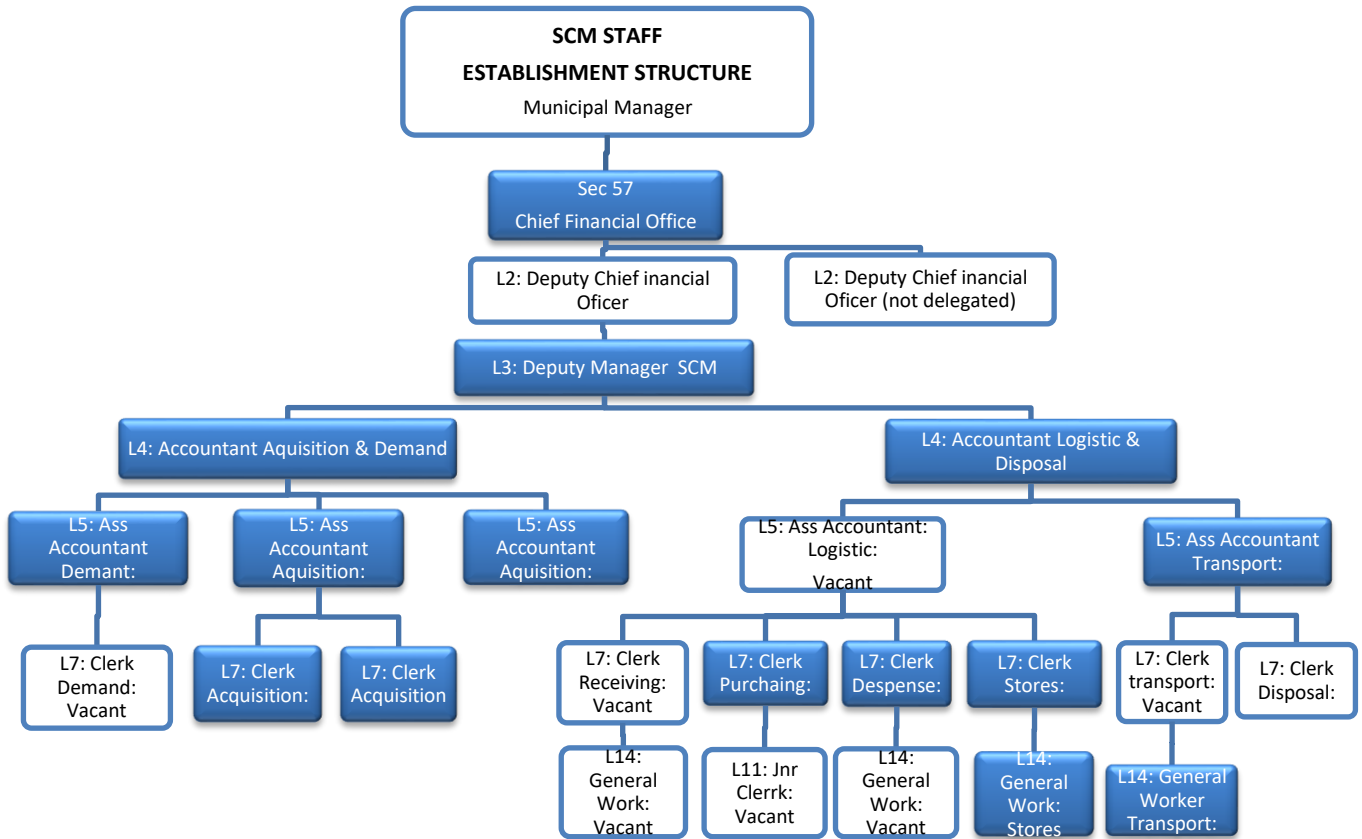 SCM STAFF
ESTABLISHMENT STRUCTURE
Municipal Manager
Sec 57
Chief Financial Office
L2: Deputy Chief inancial
Oficer
L2: Deputy Chief inancial
Oficer (not delegated)
L3: Deputy Manager SCM
L4: Accountant Aquisition & Demand
L4: Accountant Logistic &
Disposal
L5: Ass
Accountant
Demant:
L5: Ass
Accountant
Aquisition:
L5: Ass
Accountant
Aquisition:
L5: Ass Accountant:
Logistic:
Vacant
L5: Ass Accountant
Transport:
L7: Clerk
Demand:
Vacant
L7: Clerk
Acquisition:
L7: Clerk
Acquisition
L7: Clerk
Receiving:
Vacant
L7: Clerk
Purchaing:
L7: Clerk
Despense:
L7: Clerk
Stores:
L7: Clerk
transport:
Vacant
L7: Clerk
Disposal:
L14:
General
Work:
Vacant
L11: Jnr
Clerrk:
Vacant
L14:
General
Work:
Vacant
L14:
General
Work:
Stores
L14: General
Worker
Transport: